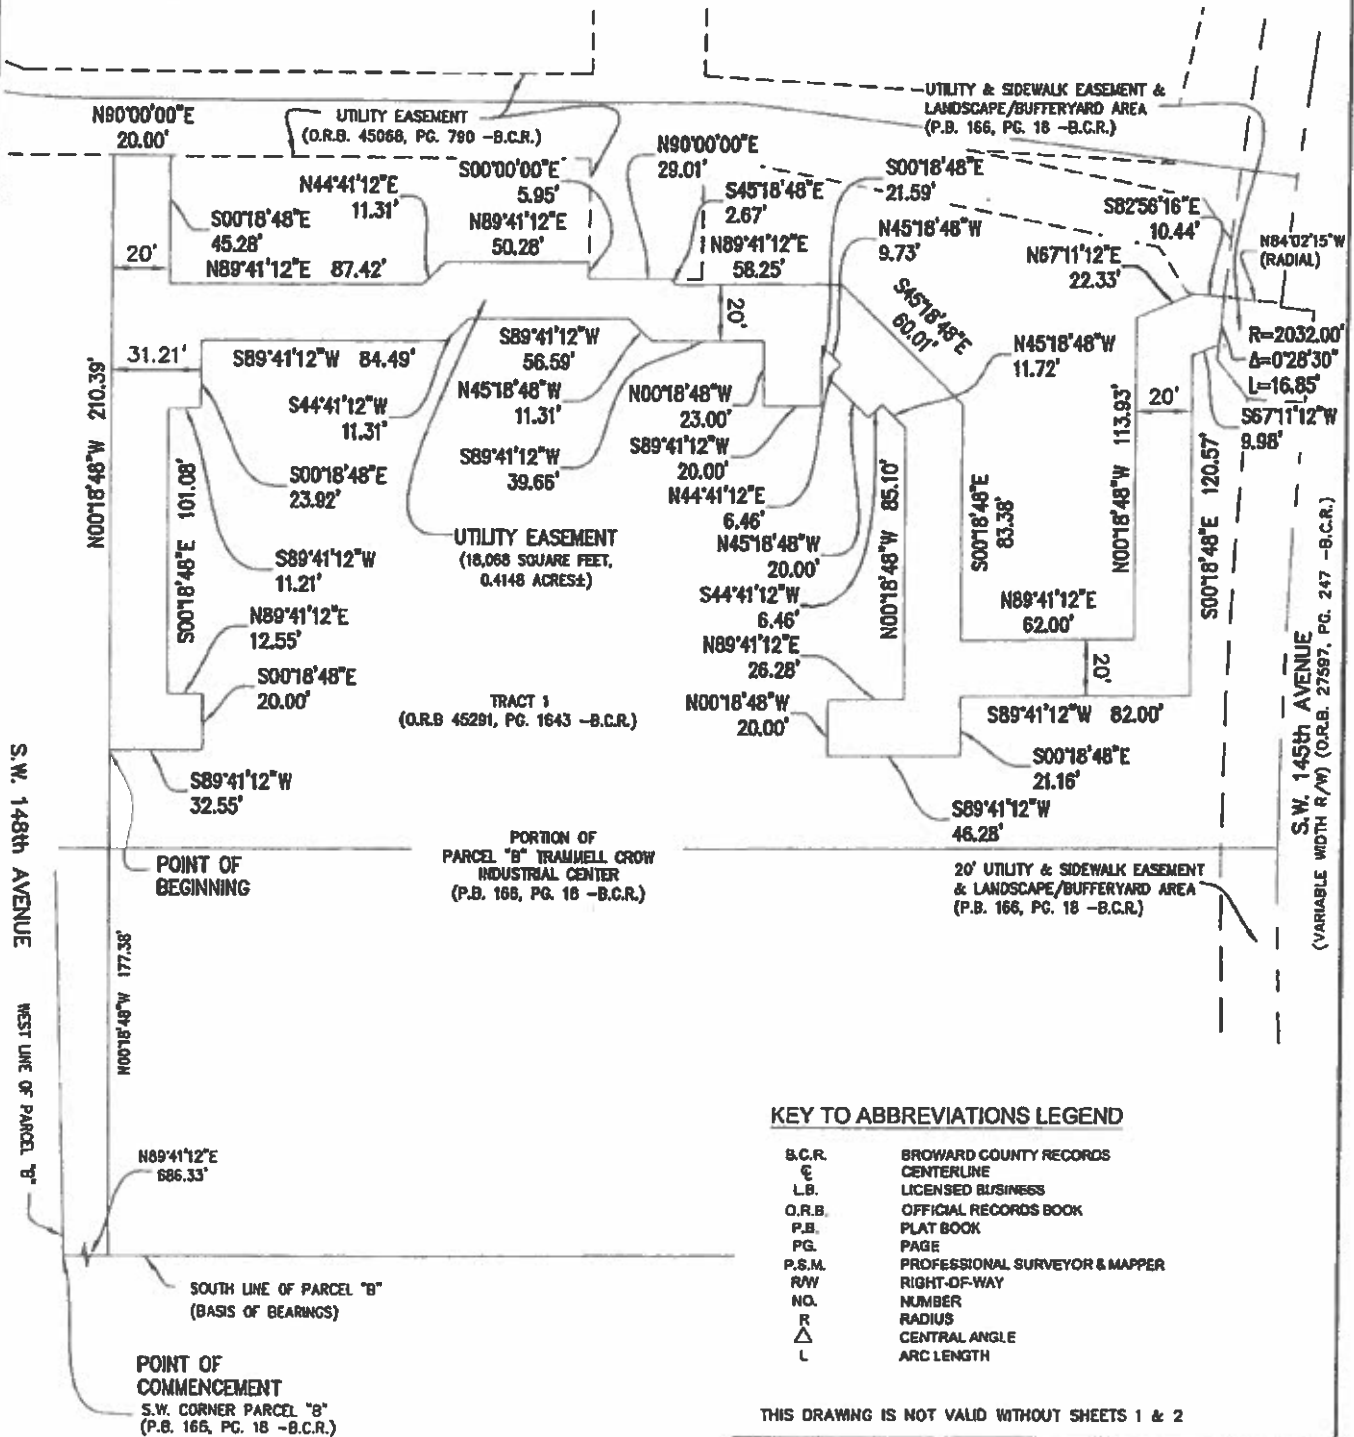 UTILITY & SIDEWALK EASEMENT &
LANDSCAPE/BUFFERYARD AREA
(P.B. 166, PG. 18 -B.C.R.)
N90°00'00"E
20.00'
UTILITY EASEMENT
(O.R.B. 45068, PG. 790 -B.C.R.)
N90°00'00"E
29.01'
S00°00'00"E
5.95'
S00°18'48"E
21.59'
N44°41'12"E
11.31'
S45°18'48"E
2.67'
S82°56'16"E
10.44'
S00°18'48"E
45.28'
N89°41'12"E
50.28'
N45°18'48"W
9.73'
N84°02'15"W
(RADIAL)
20'
N89°41'12"E 87.42'
N89°41'12"E
58.25'
N67°11'12"E
22.33'
S45°18'48"E
60.01'
20'
R=2032.00'
Δ=0°28'30"
L=16.85'
31.21'
S89°41'12"W 84.49'
S89°41'12"W
56.59'
N45°18'48"W
11.72'
N00°18'48"W 210.39'
S44°41'12"W
11.31'
N45°18'48"W
11.31'
N00°18'48"W
23.00'
20'
N00°18'48"W 113.93'
S67°11'12"W
9.98'
S89°41'12"W
39.65'
S89°41'12"W
20.00'
S00°18'48"E
23.92'
N44°41'12"E
6.46'
S00°18'48"E 101.08'
N00°18'48"W 85.10'
S00°18'48"E
83.38'
S00°18'48"E 120.57'
UTILITY EASEMENT
(18,068 SQUARE FEET,
0.4148 ACRES±)
N45°18'48"W
20.00'
S89°41'12"W
11.21'
S44°41'12"W
6.46'
N89°41'12"E
62.00'
N89°41'12"E
12.55'
N89°41'12"E
26.28'
20'
S00°18'48"E
20.00'
TRACT 1
(O.R.B 45291, PG. 1643 -B.C.R.)
N00°18'48"W
20.00'
S89°41'12"W 82.00'
S00°18'48"E
21.16'
S89°41'12"W
32.55'
S89°41'12"W
46.28'
S.W. 145th AVENUE
(VARIABLE WIDTH R/W) (O.R.B. 27597, PG. 247 -B.C.R.)
S.W. 148th AVENUE
POINT OF
BEGINNING
PORTION OF
PARCEL "B" TRAMMELL CROW
INDUSTRIAL CENTER
(P.B. 166, PG. 18 -B.C.R.)
20' UTILITY & SIDEWALK EASEMENT
& LANDSCAPE/BUFFERYARD AREA
(P.B. 166, PG. 18 -B.C.R.)
N00°18'48"W 177.38'
WEST LINE OF PARCEL "B"
N89°41'12"E
686.33'
SOUTH LINE OF PARCEL "B"
(BASIS OF BEARINGS)
POINT OF
COMMENCEMENT
S.W. CORNER PARCEL "B"
(P.B. 166, PG. 18 -B.C.R.)
KEY TO ABBREVIATIONS LEGEND
B.C.R. BROWARD COUNTY RECORDS
℄ CENTERLINE
L.B. LICENSED BUSINESS
O.R.B. OFFICIAL RECORDS BOOK
P.B. PLAT BOOK
PG. PAGE
P.S.M. PROFESSIONAL SURVEYOR & MAPPER
R/W RIGHT-OF-WAY
NO. NUMBER
R RADIUS
△ CENTRAL ANGLE
L ARC LENGTH
THIS DRAWING IS NOT VALID WITHOUT SHEETS 1 & 2